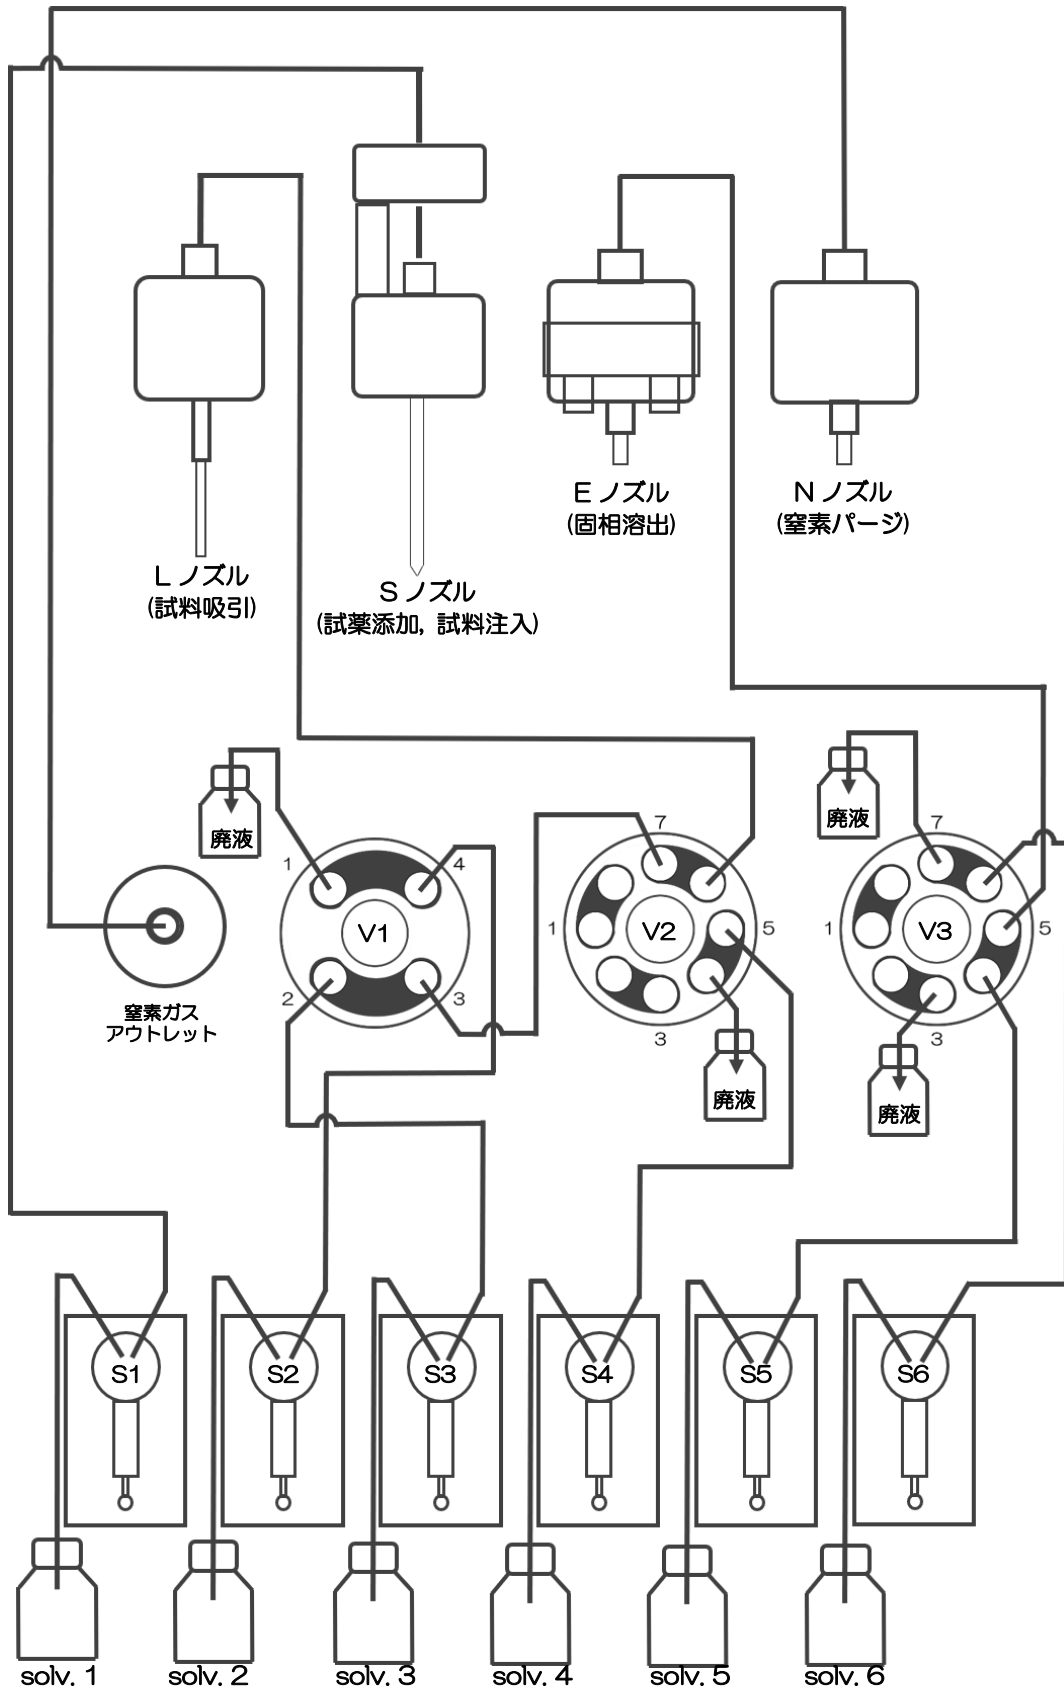 L ノズル
(試料吸引)
S ノズル
(試薬添加, 試料注入)
E ノズル
(固相溶出)
N ノズル
(窒素パージ)
廃液
廃液
1
4
V1
2
3
7
1
V2
5
3
7
1
V3
5
3
窒素ガス
アウトレット
廃液
廃液
S1
S2
S3
S4
S5
S6
solv. 1
solv. 2
solv. 3
solv. 4
solv. 5
solv. 6